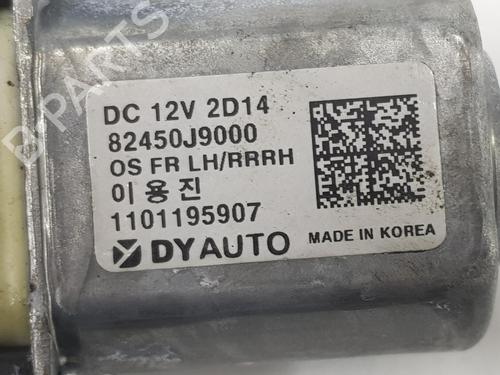 DC 12V 2D14
82450J9000
OS FR LH/RRRH
이용진
1101195907
DYAUTO
MADE IN KOREA
B-PARTS